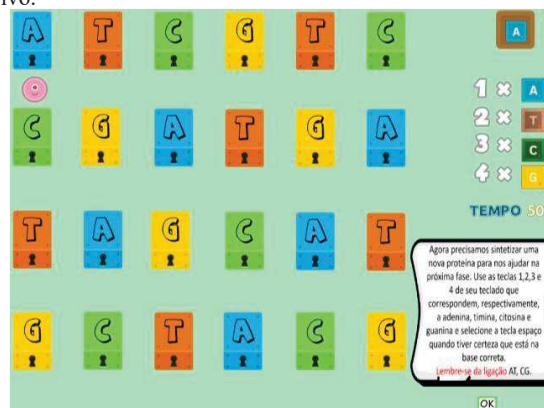 ivo.
A T C G T C
A
1 x A
2 x T
3 x C
4 x G
C G A T G A
TEMPO 50
T A G C A T
Agora precisamos sintetizar uma
nova proteína para nos ajudar na
próxima fase. Use as teclas 1,2,3 e
4 de seu teclado que
correspondem, respectivamente,
a adenina, timina, citosina e
guanina e selecione a tecla espaço
quando tiver certeza que está na
base correta.
Lembre-se da ligação AT, CG.
G C T A C G
OK